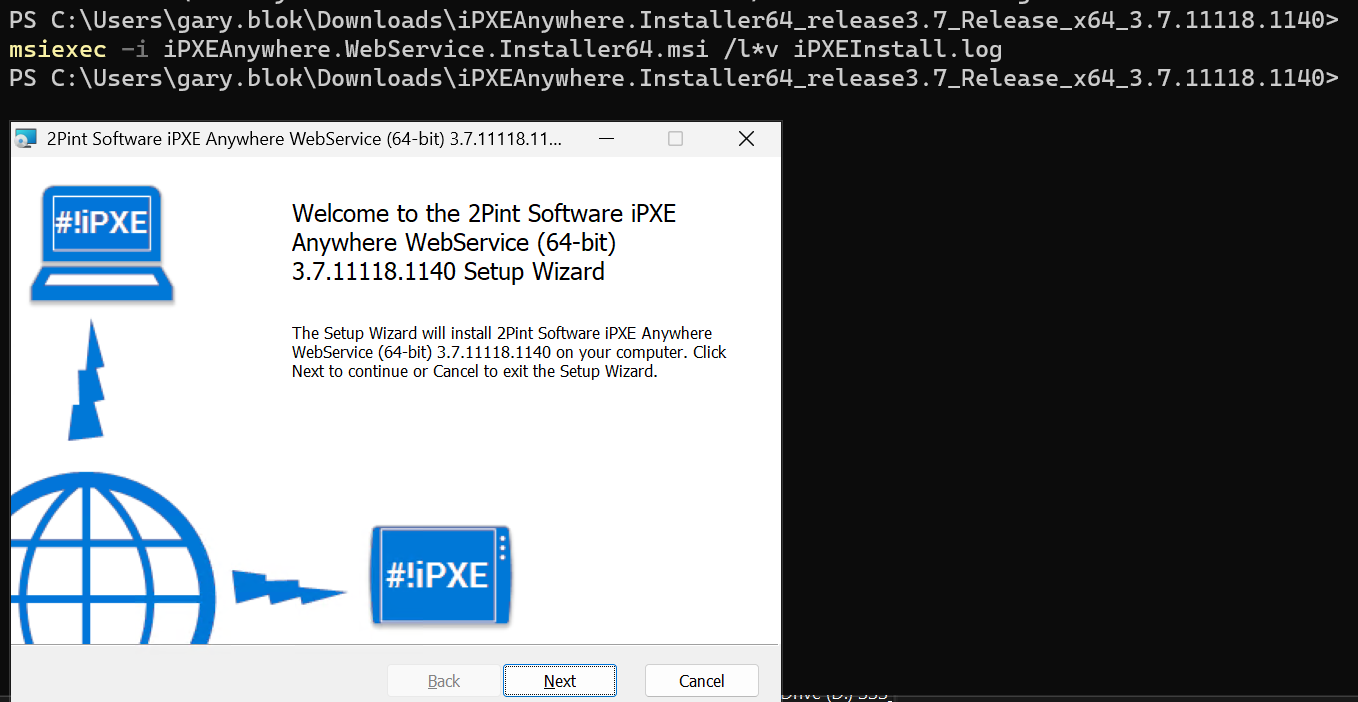 PS C:\Users\gary.blok\Downloads\iPXEAnywhere.Installer64_release3.7_Release_x64_3.7.11118.1140>
msiexec -i iPXEAnywhere.WebService.Installer64.msi /l*v iPXEInstall.log
PS C:\Users\gary.blok\Downloads\iPXEAnywhere.Installer64_release3.7_Release_x64_3.7.11118.1140>
2Pint Software iPXE Anywhere WebService (64-bit) 3.7.11118.11...
#!iPXE
Welcome to the 2Pint Software iPXE
Anywhere WebService (64-bit)
3.7.11118.1140 Setup Wizard
The Setup Wizard will install 2Pint Software iPXE Anywhere
WebService (64-bit) 3.7.11118.1140 on your computer. Click
Next to continue or Cancel to exit the Setup Wizard.
#!iPXE
Back Next Cancel